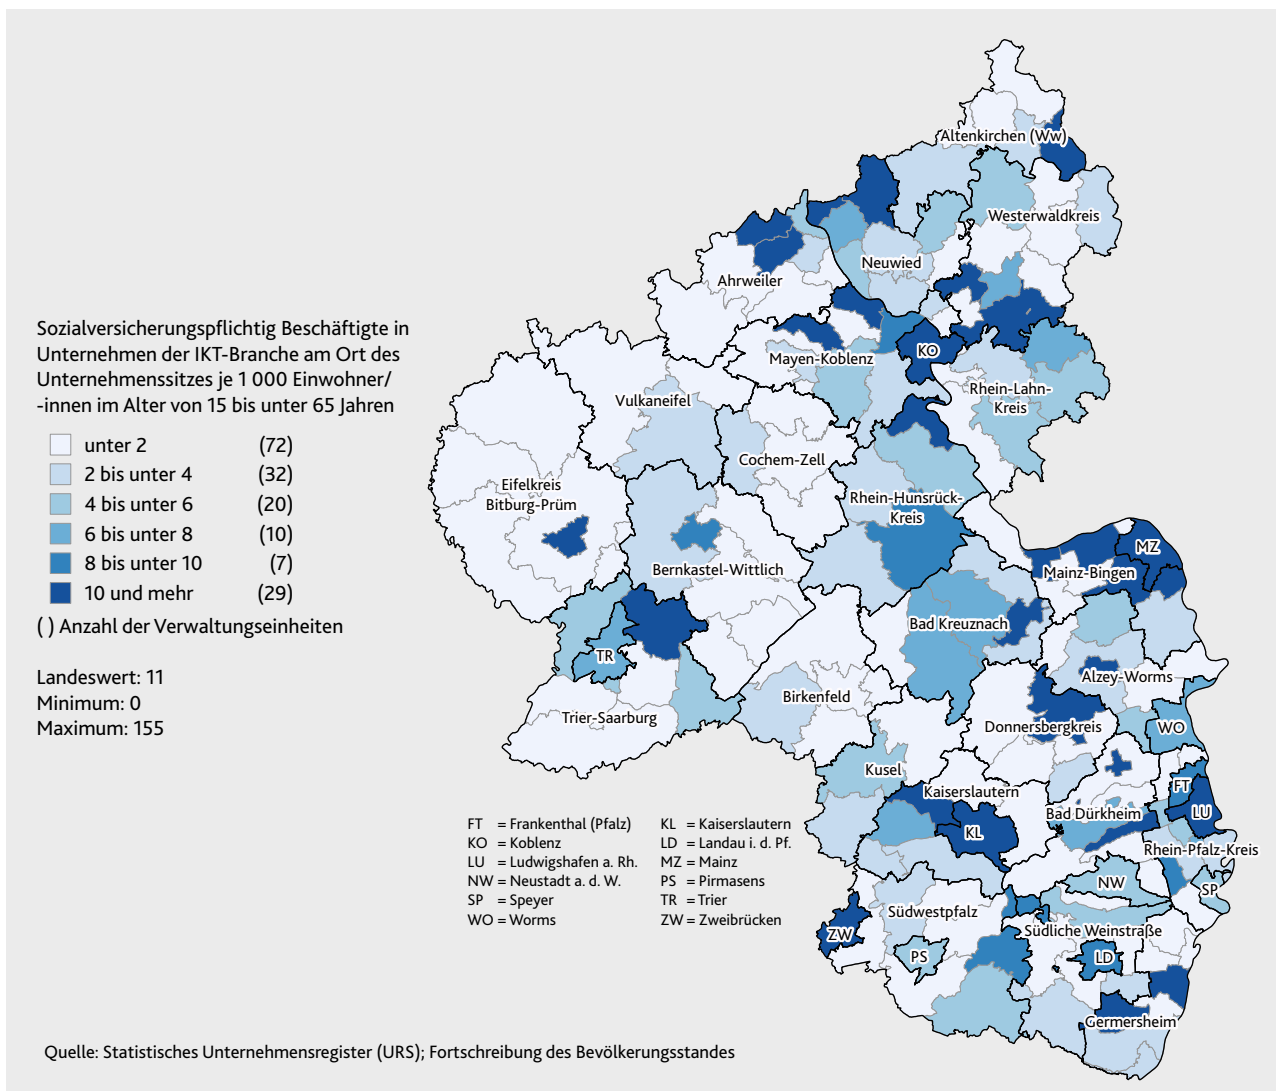 Sozialversicherungspflichtig Beschäftigte in
Unternehmen der IKT-Branche am Ort des
Unternehmenssitzes je 1 000 Einwohner/
-innen im Alter von 15 bis unter 65 Jahren
unter 2 (72)
2 bis unter 4 (32)
4 bis unter 6 (20)
6 bis unter 8 (10)
8 bis unter 10 (7)
10 und mehr (29)
( ) Anzahl der Verwaltungseinheiten
Landeswert: 11
Minimum: 0
Maximum: 155
Altenkirchen (Ww)
Westerwaldkreis
Neuwied
Ahrweiler
KO
Mayen-Koblenz
Rhein-Lahn-
Kreis
Vulkaneifel
Cochem-Zell
Eifelkreis
Bitburg-Prüm
Rhein-Hunsrück-
Kreis
MZ
Mainz-Bingen
Bernkastel-Wittlich
Bad Kreuznach
TR
Alzey-Worms
Birkenfeld
Trier-Saarburg
Donnersbergkreis
WO
Kusel
FT
Kaiserslautern
LU
Bad Dürkheim
KL
Rhein-Pfalz-Kreis
NW
SP
Südwestpfalz
Südliche Weinstraße
ZW
PS
LD
Germersheim
FT = Frankenthal (Pfalz)
KO = Koblenz
LU = Ludwigshafen a. Rh.
NW = Neustadt a. d. W.
SP = Speyer
WO = Worms
KL = Kaiserslautern
LD = Landau i. d. Pf.
MZ = Mainz
PS = Pirmasens
TR = Trier
ZW = Zweibrücken
Quelle: Statistisches Unternehmensregister (URS); Fortschreibung des Bevölkerungsstandes